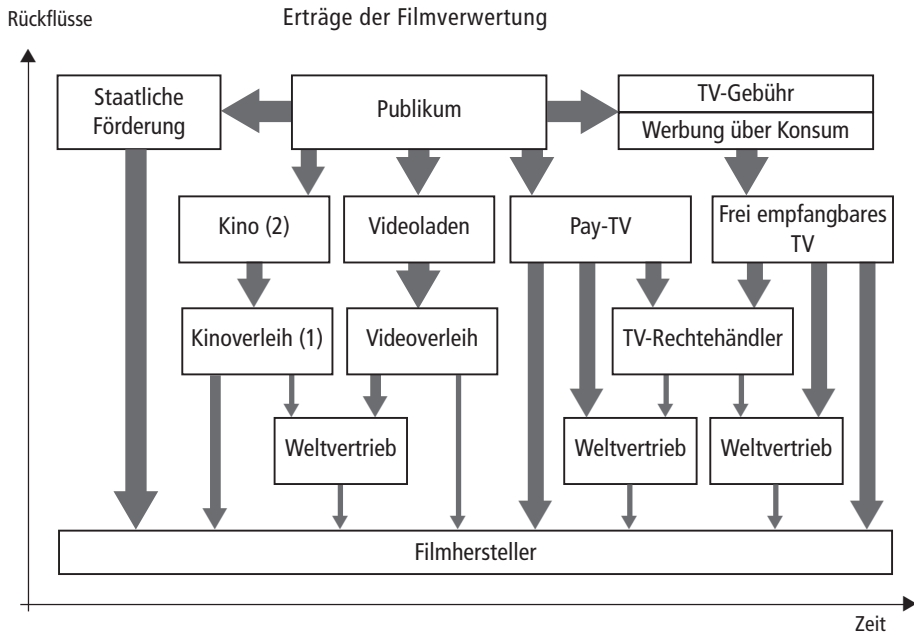 Rückflüsse
Erträge der Filmverwertung
Staatliche
Förderung
Publikum
TV-Gebühr
Werbung über Konsum
Kino (2)
Videoladen
Pay-TV
Frei empfangbares
TV
Kinoverleih (1)
Videoverleih
TV-Rechtehändler
Weltvertrieb
Weltvertrieb
Weltvertrieb
Filmhersteller
Zeit